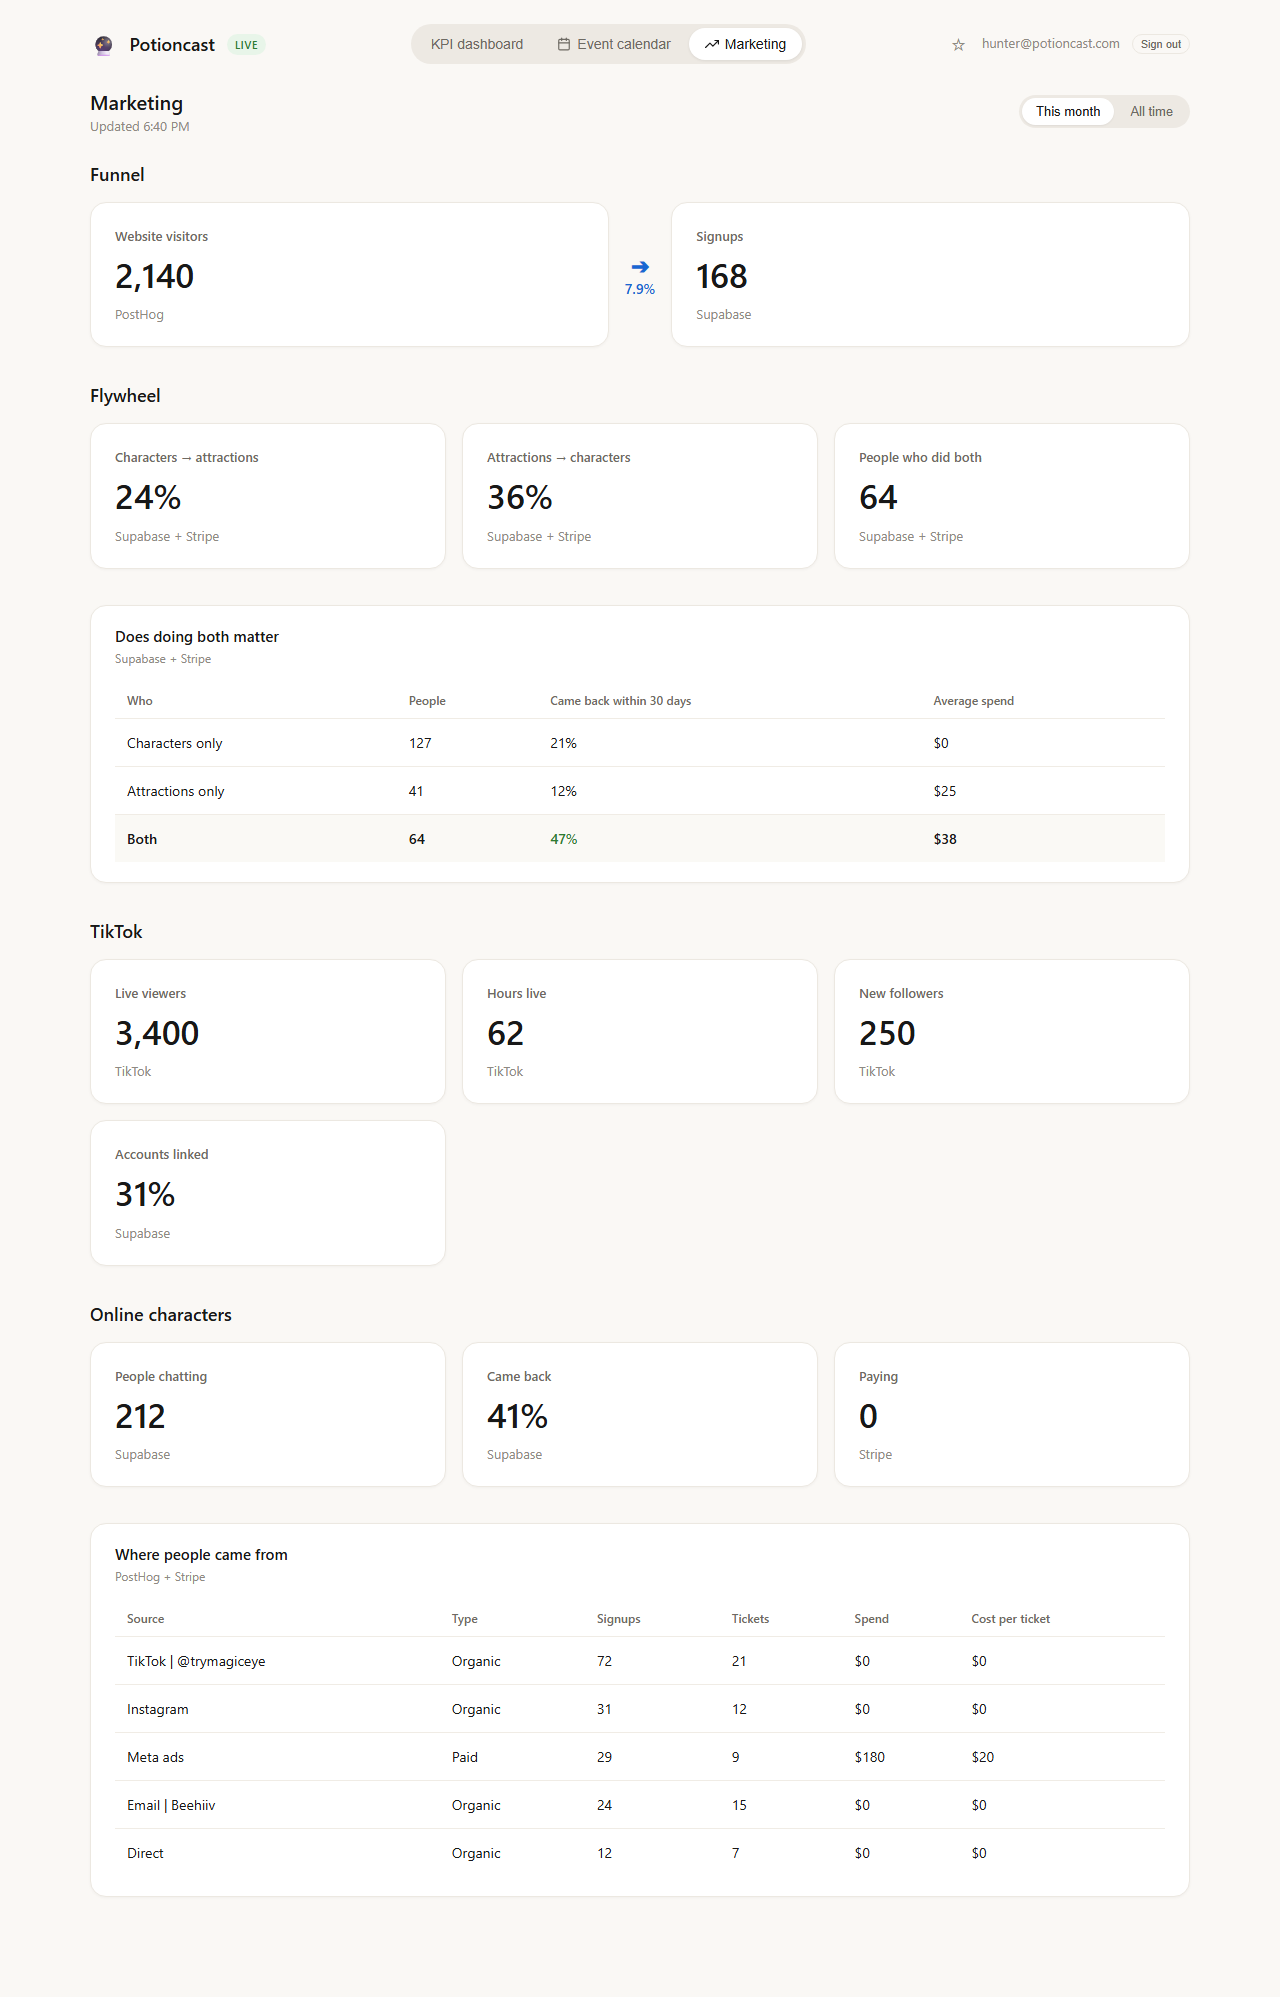 Potioncast LIVE KPI dashboard Event calendar Marketing hunter@potioncast.com Sign out
Marketing This month All time
Updated 6:40 PM
Funnel
Website visitors
2,140
PostHog
➔
7.9%
Signups
168
Supabase
Flywheel
Characters → attractions
24%
Supabase + Stripe
Attractions → characters
36%
Supabase + Stripe
People who did both
64
Supabase + Stripe
Does doing both matter
Supabase + Stripe
Who People Came back within 30 days Average spend
Characters only 127 21% $0
Attractions only 41 12% $25
Both 64 47% $38
TikTok
Live viewers
3,400
TikTok
Hours live
62
TikTok
New followers
250
TikTok
Accounts linked
31%
Supabase
Online characters
People chatting
212
Supabase
Came back
41%
Supabase
Paying
0
Stripe
Where people came from
PostHog + Stripe
Source Type Signups Tickets Spend Cost per ticket
TikTok | @trymagiceye Organic 72 21 $0 $0
Instagram Organic 31 12 $0 $0
Meta ads Paid 29 9 $180 $20
Email | Beehiiv Organic 24 15 $0 $0
Direct Organic 12 7 $0 $0